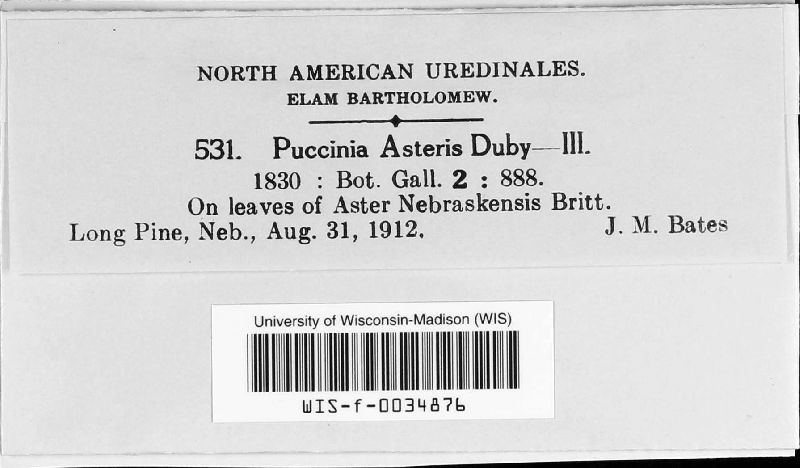 NORTH AMERICAN UREDINALES.
ELAM BARTHOLOMEW.
531. Puccinia Asteris Duby—III.
1830 : Bot. Gall. 2 : 888.
On leaves of Aster Nebraskensis Britt.
Long Pine, Neb., Aug. 31, 1912. J. M. Bates
University of Wisconsin-Madison (WIS)
WIS-f-0034876